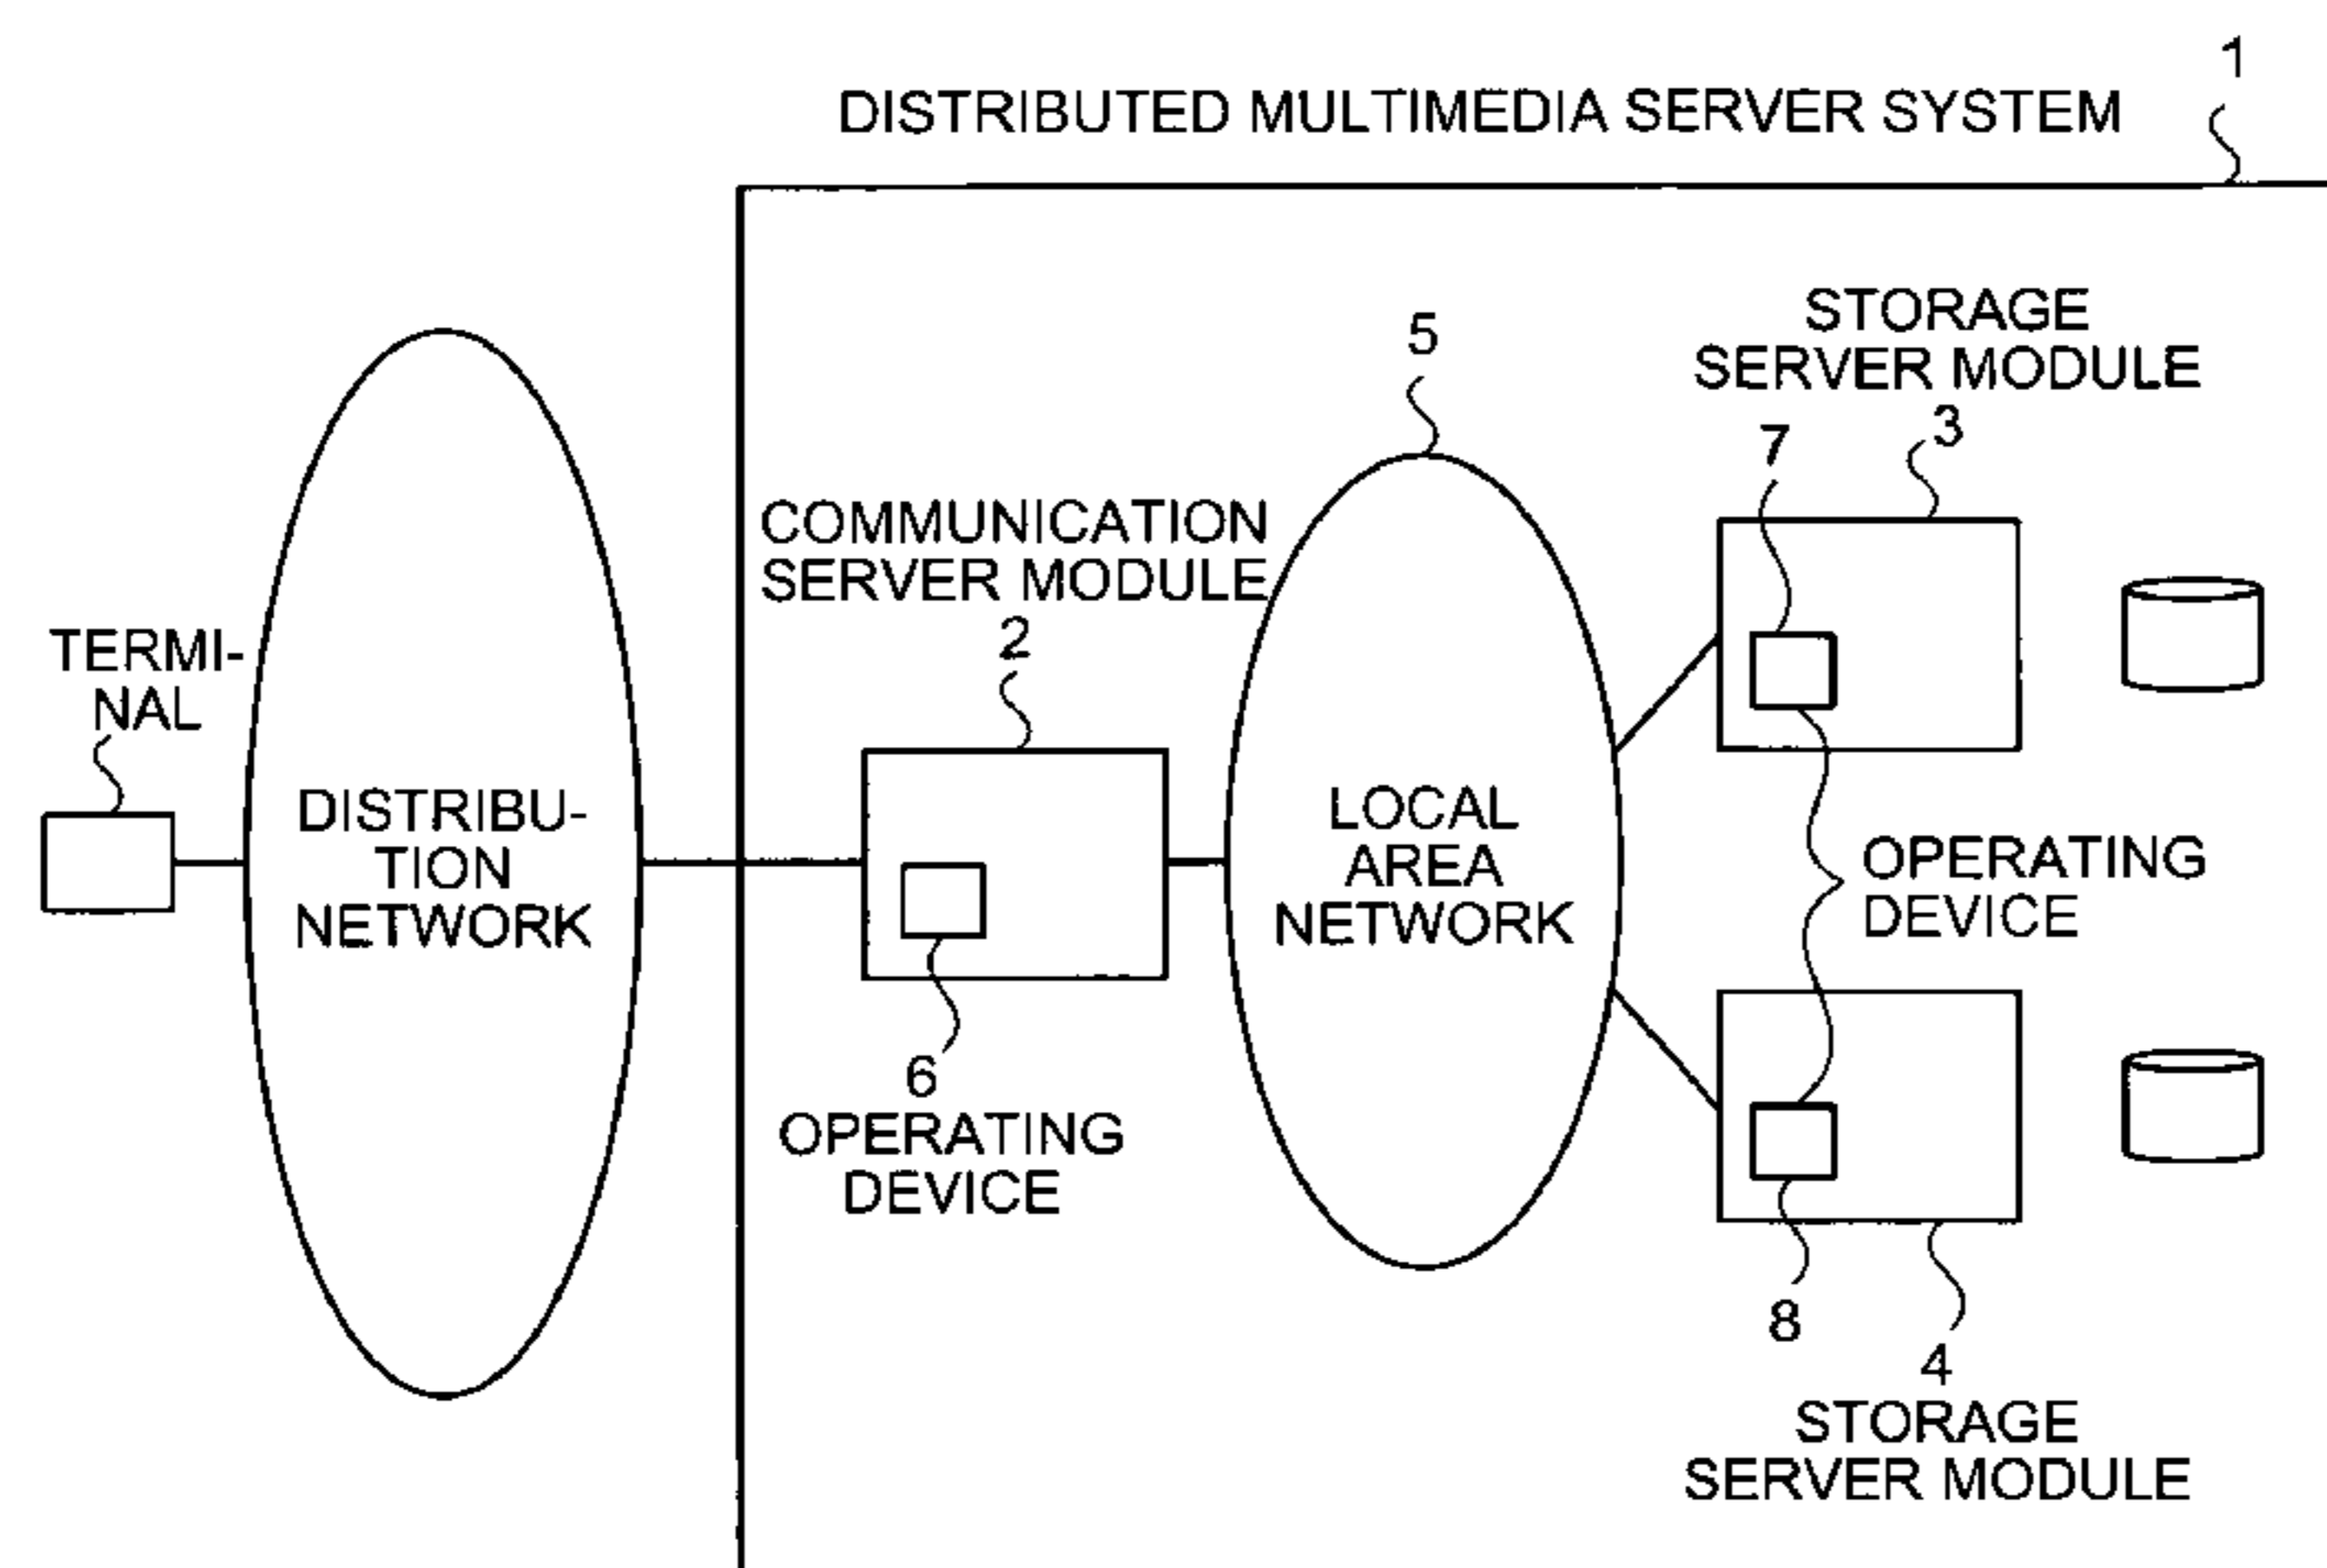 1
DISTRIBUTED MULTIMEDIA SERVER SYSTEM
STORAGE
SERVER MODULE
3
7
5
COMMUNICATION
SERVER MODULE
2
TERMI-
NAL
DISTRIBU-
TION
NETWORK
LOCAL
AREA
NETWORK
OPERATING
DEVICE
6
OPERATING
DEVICE
8
4
STORAGE
SERVER MODULE